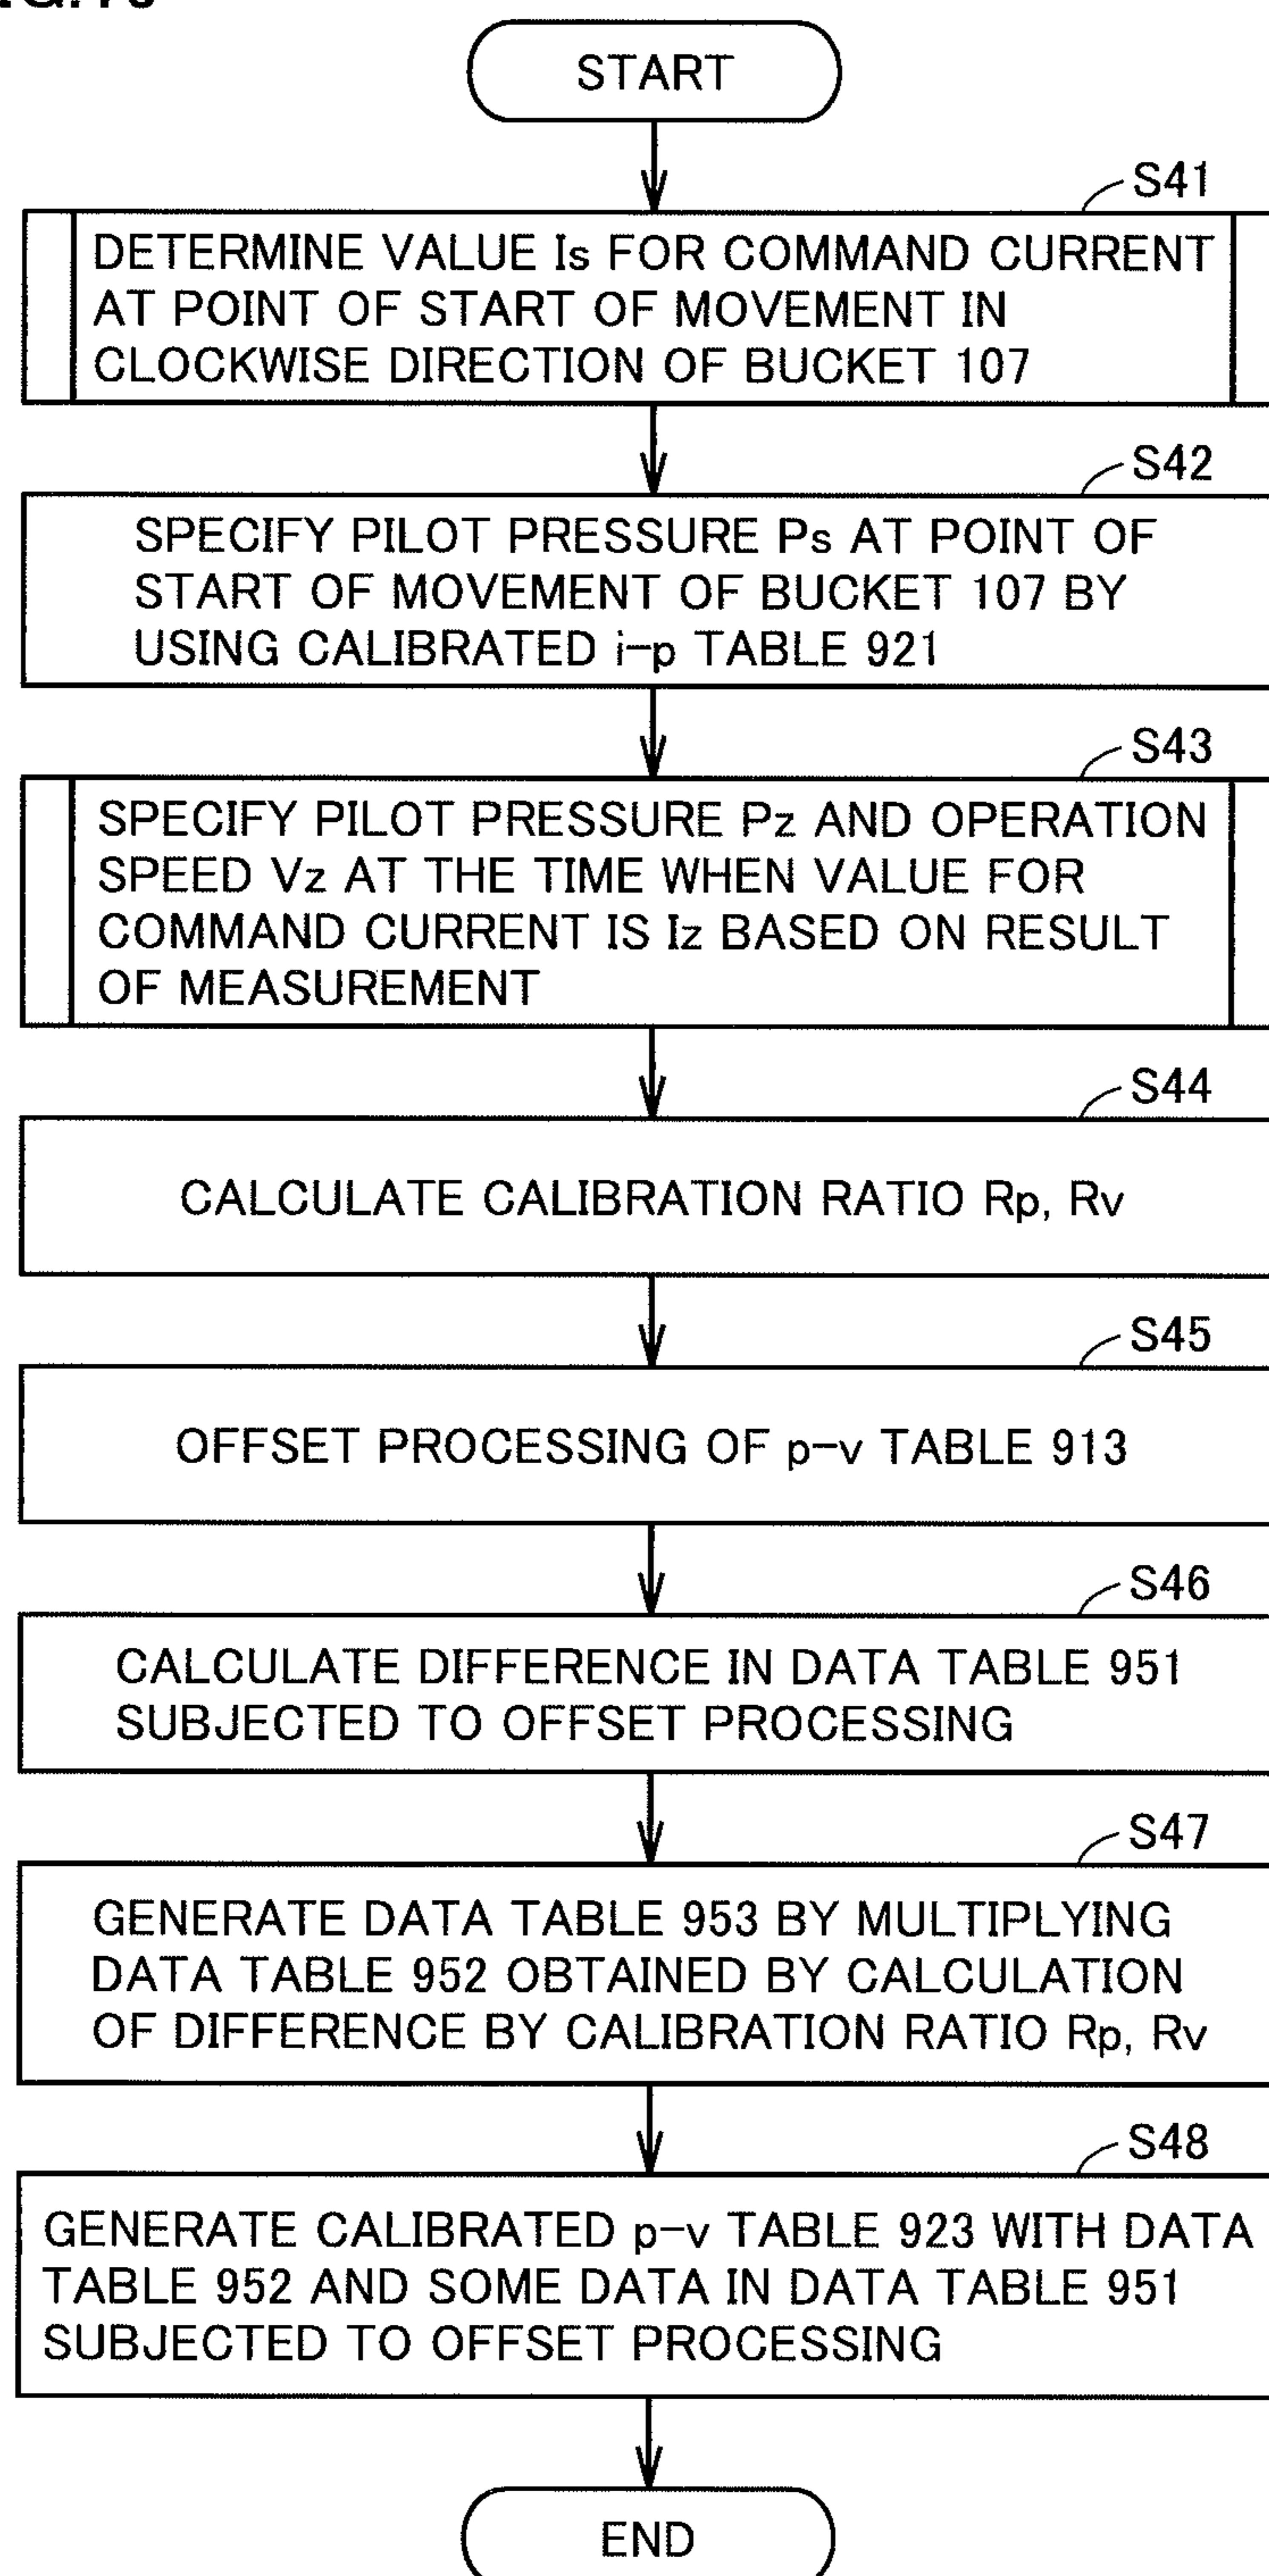 START
S41
DETERMINE VALUE Is FOR COMMAND CURRENT
AT POINT OF START OF MOVEMENT IN
CLOCKWISE DIRECTION OF BUCKET 107
S42
SPECIFY PILOT PRESSURE Ps AT POINT OF
START OF MOVEMENT OF BUCKET 107 BY
USING CALIBRATED i-p TABLE 921
S43
SPECIFY PILOT PRESSURE Pz AND OPERATION
SPEED Vz AT THE TIME WHEN VALUE FOR
COMMAND CURRENT IS Iz BASED ON RESULT
OF MEASUREMENT
S44
CALCULATE CALIBRATION RATIO Rp, Rv
S45
OFFSET PROCESSING OF p-v TABLE 913
S46
CALCULATE DIFFERENCE IN DATA TABLE 951
SUBJECTED TO OFFSET PROCESSING
S47
GENERATE DATA TABLE 953 BY MULTIPLYING
DATA TABLE 952 OBTAINED BY CALCULATION
OF DIFFERENCE BY CALIBRATION RATIO Rp, Rv
S48
GENERATE CALIBRATED p-v TABLE 923 WITH DATA
TABLE 952 AND SOME DATA IN DATA TABLE 951
SUBJECTED TO OFFSET PROCESSING
END